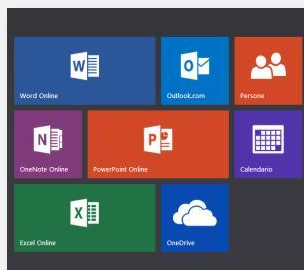 W
Word Online
O
Outlook.com
Persone
N
OneNote Online
P
PowerPoint Online
Calendario
X
Excel Online
OneDrive